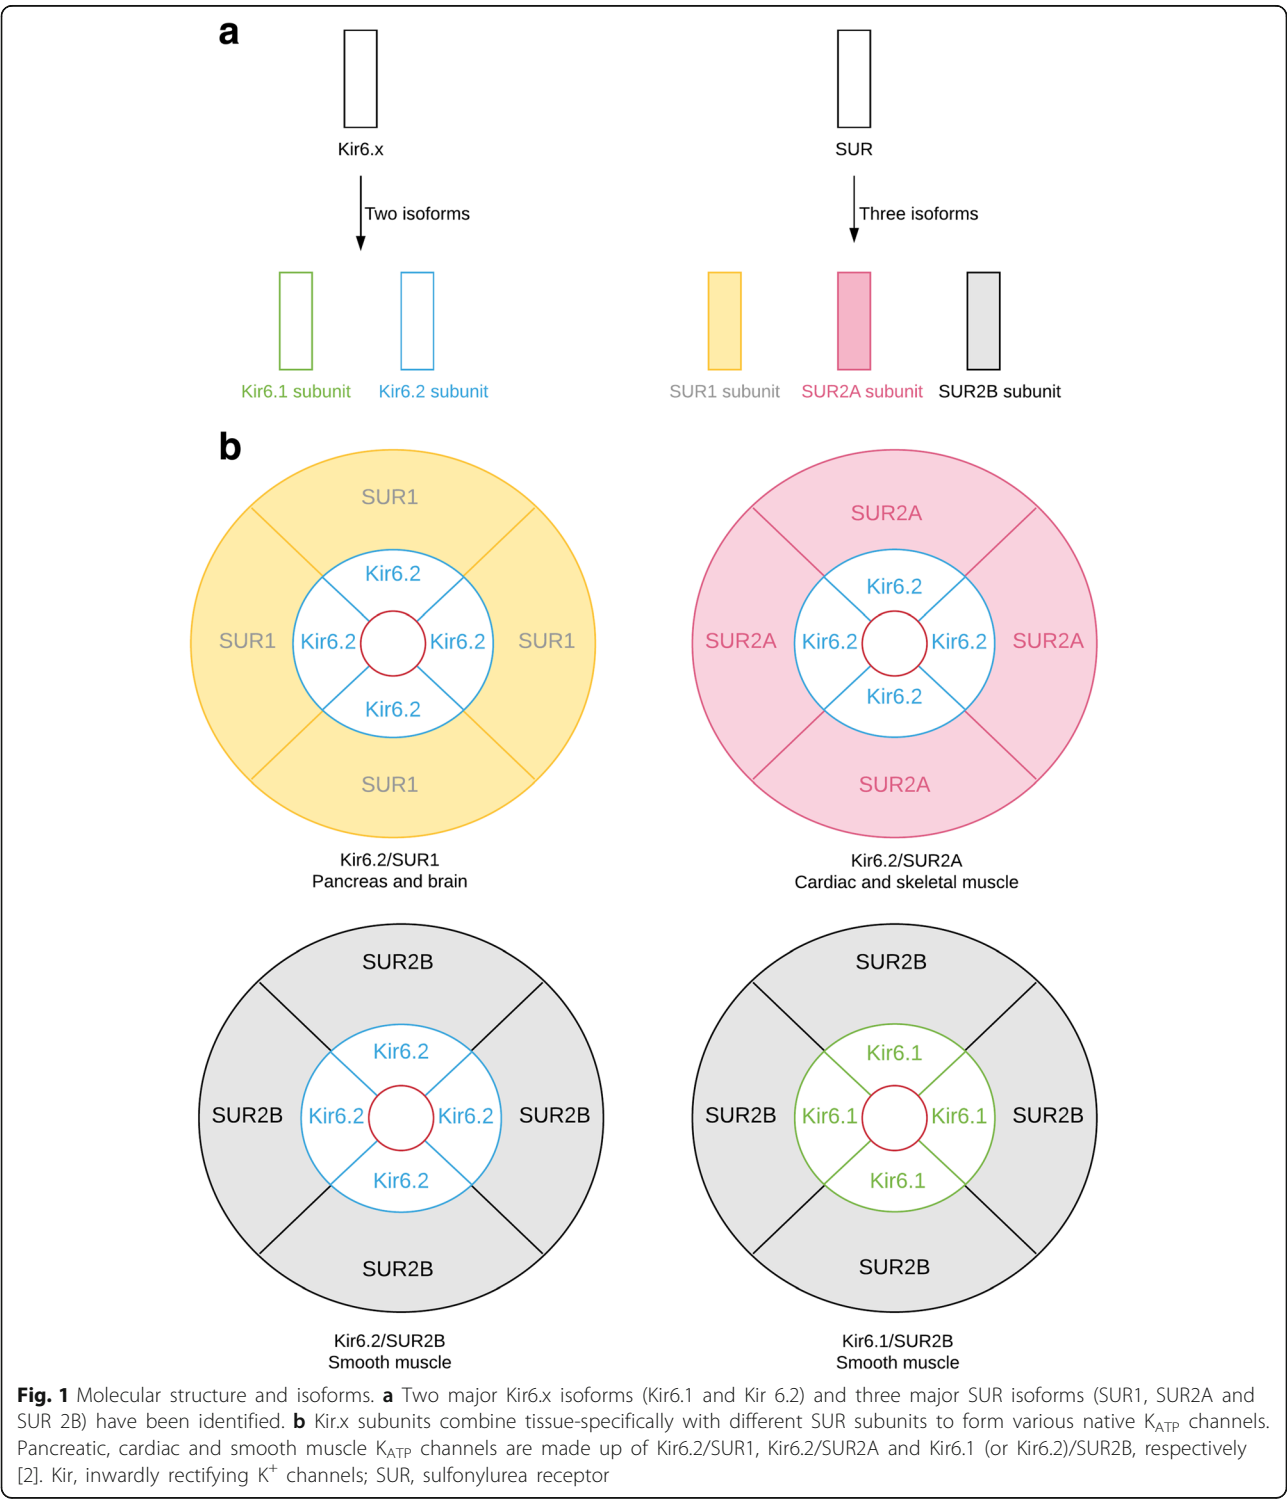 a
Kir6.x
SUR
Two isoforms
Three isoforms
Kir6.1 subunit
Kir6.2 subunit
SUR1 subunit
SUR2A subunit
SUR2B subunit
b
SUR1
Kir6.2
SUR1
Kir6.2
Kir6.2
SUR1
Kir6.2
SUR1
Kir6.2/SUR1
Pancreas and brain
SUR2A
Kir6.2
SUR2A
Kir6.2
Kir6.2
SUR2A
Kir6.2
SUR2A
Kir6.2/SUR2A
Cardiac and skeletal muscle
SUR2B
Kir6.2
SUR2B
Kir6.2
Kir6.2
SUR2B
Kir6.2
SUR2B
Kir6.2/SUR2B
Smooth muscle
SUR2B
Kir6.1
SUR2B
Kir6.1
Kir6.1
SUR2B
Kir6.1
SUR2B
Kir6.1/SUR2B
Smooth muscle
Fig. 1 Molecular structure and isoforms. a Two major Kir6.x isoforms (Kir6.1 and Kir 6.2) and three major SUR isoforms (SUR1, SUR2A and
SUR 2B) have been identified. b Kir.x subunits combine tissue-specifically with different SUR subunits to form various native KATP channels.
Pancreatic, cardiac and smooth muscle KATP channels are made up of Kir6.2/SUR1, Kir6.2/SUR2A and Kir6.1 (or Kir6.2)/SUR2B, respectively
[2]. Kir, inwardly rectifying K+ channels; SUR, sulfonylurea receptor